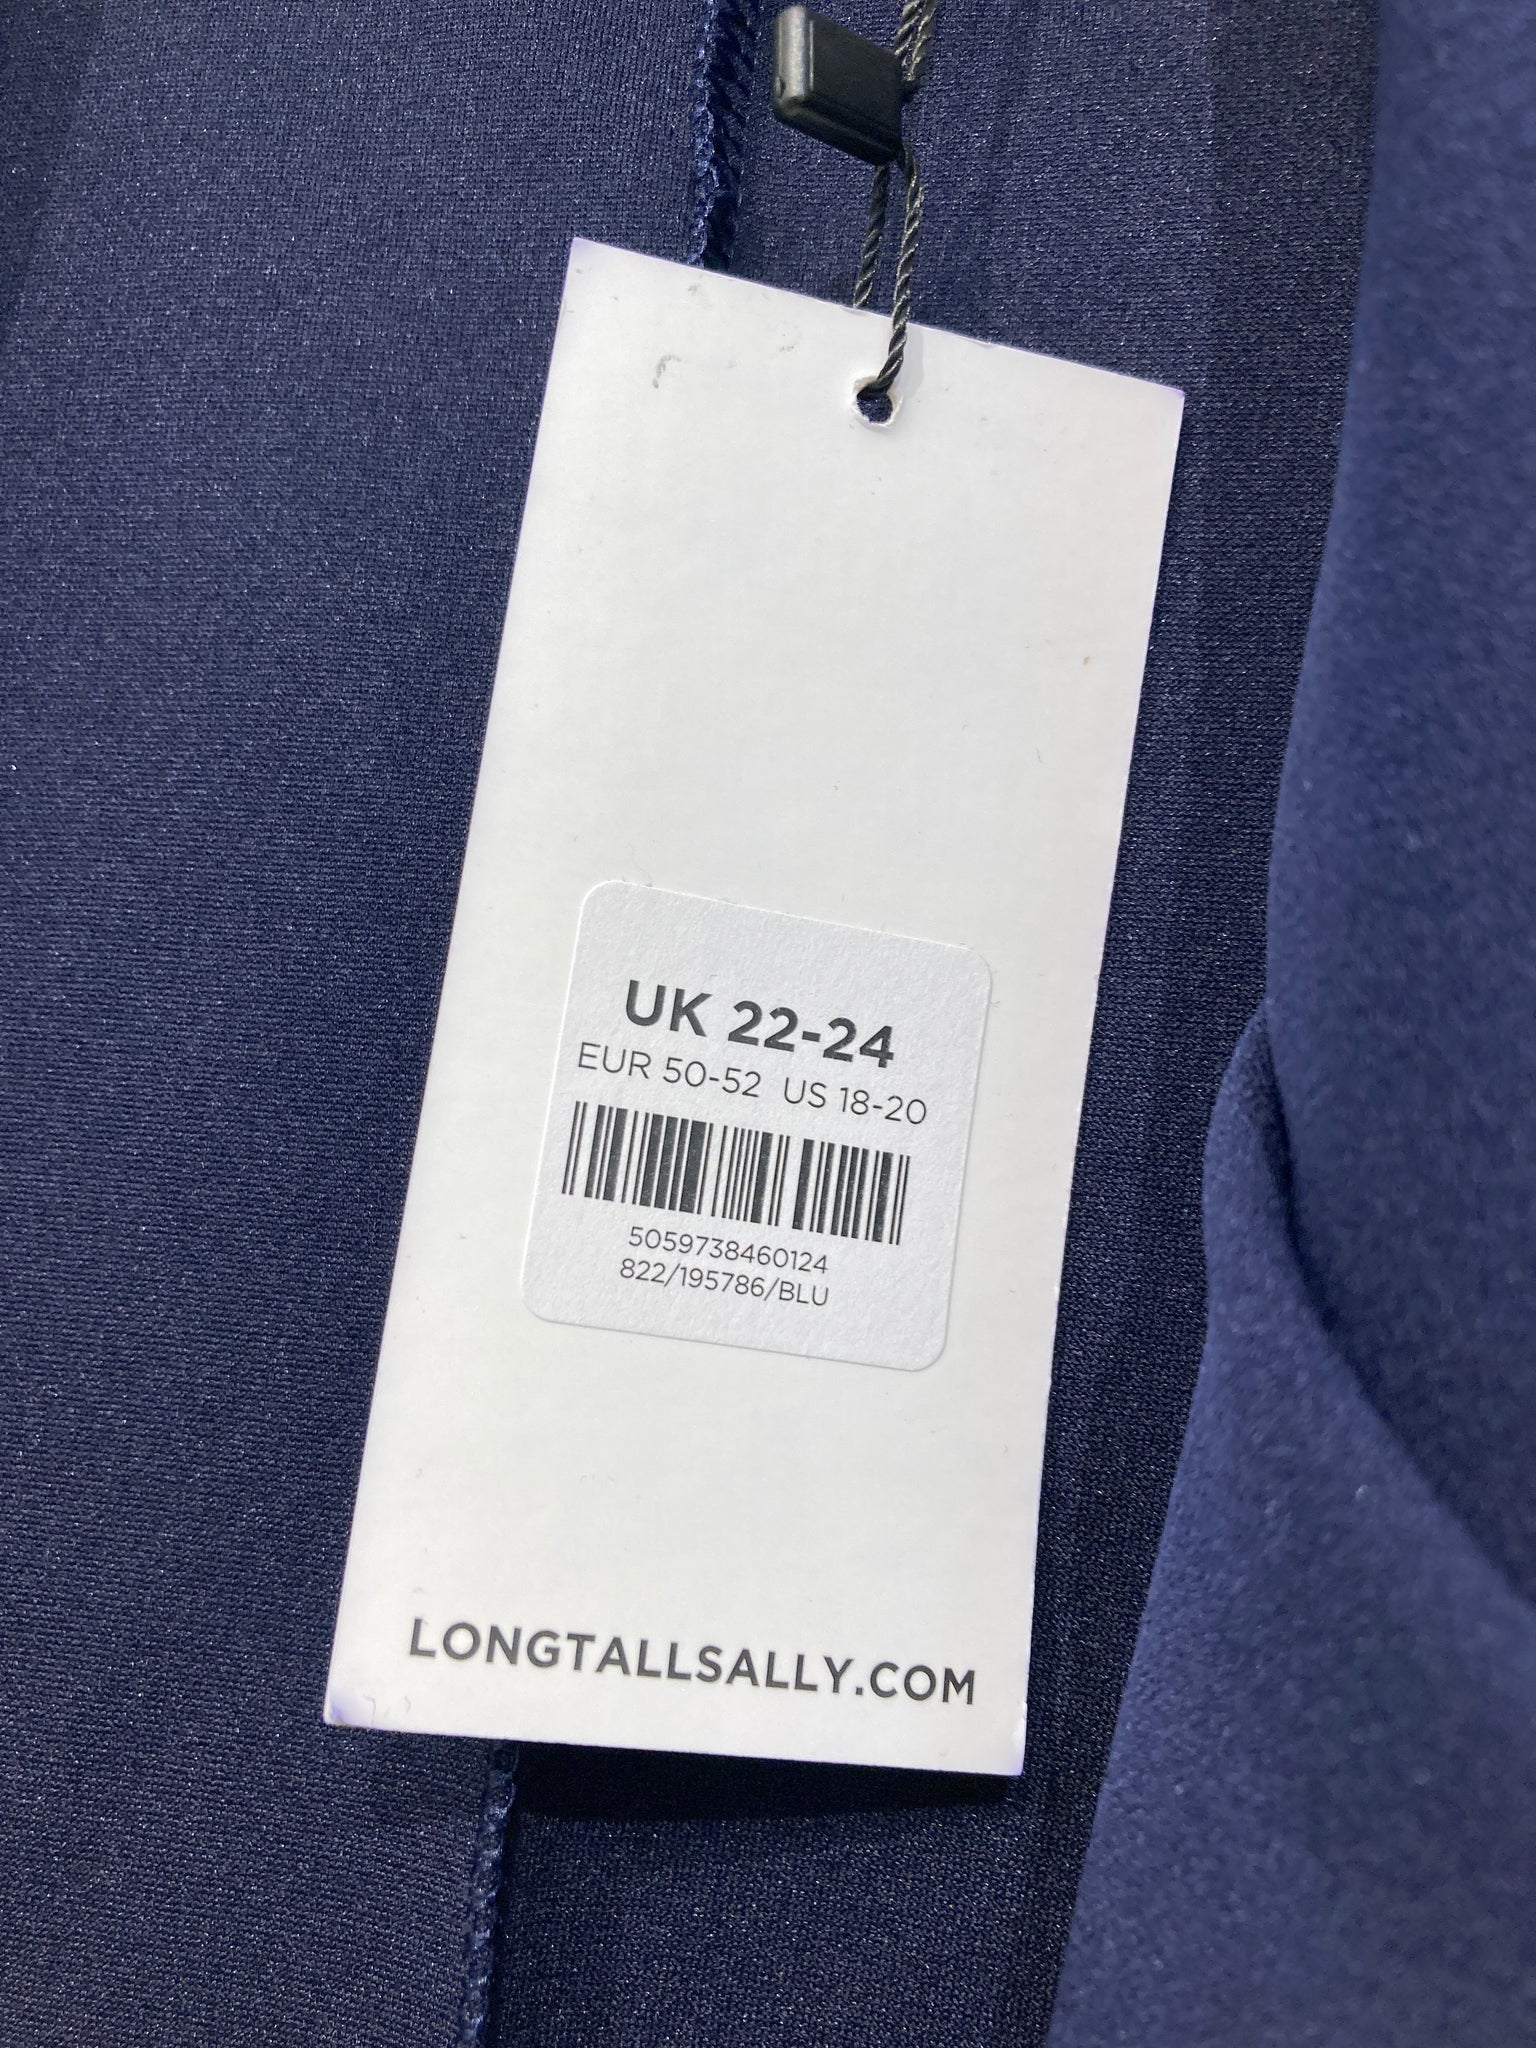 UK 22-24
EUR 50-52 US 18-20
5059738460124
822/195786/BLU
LONGTALLSALLY.COM